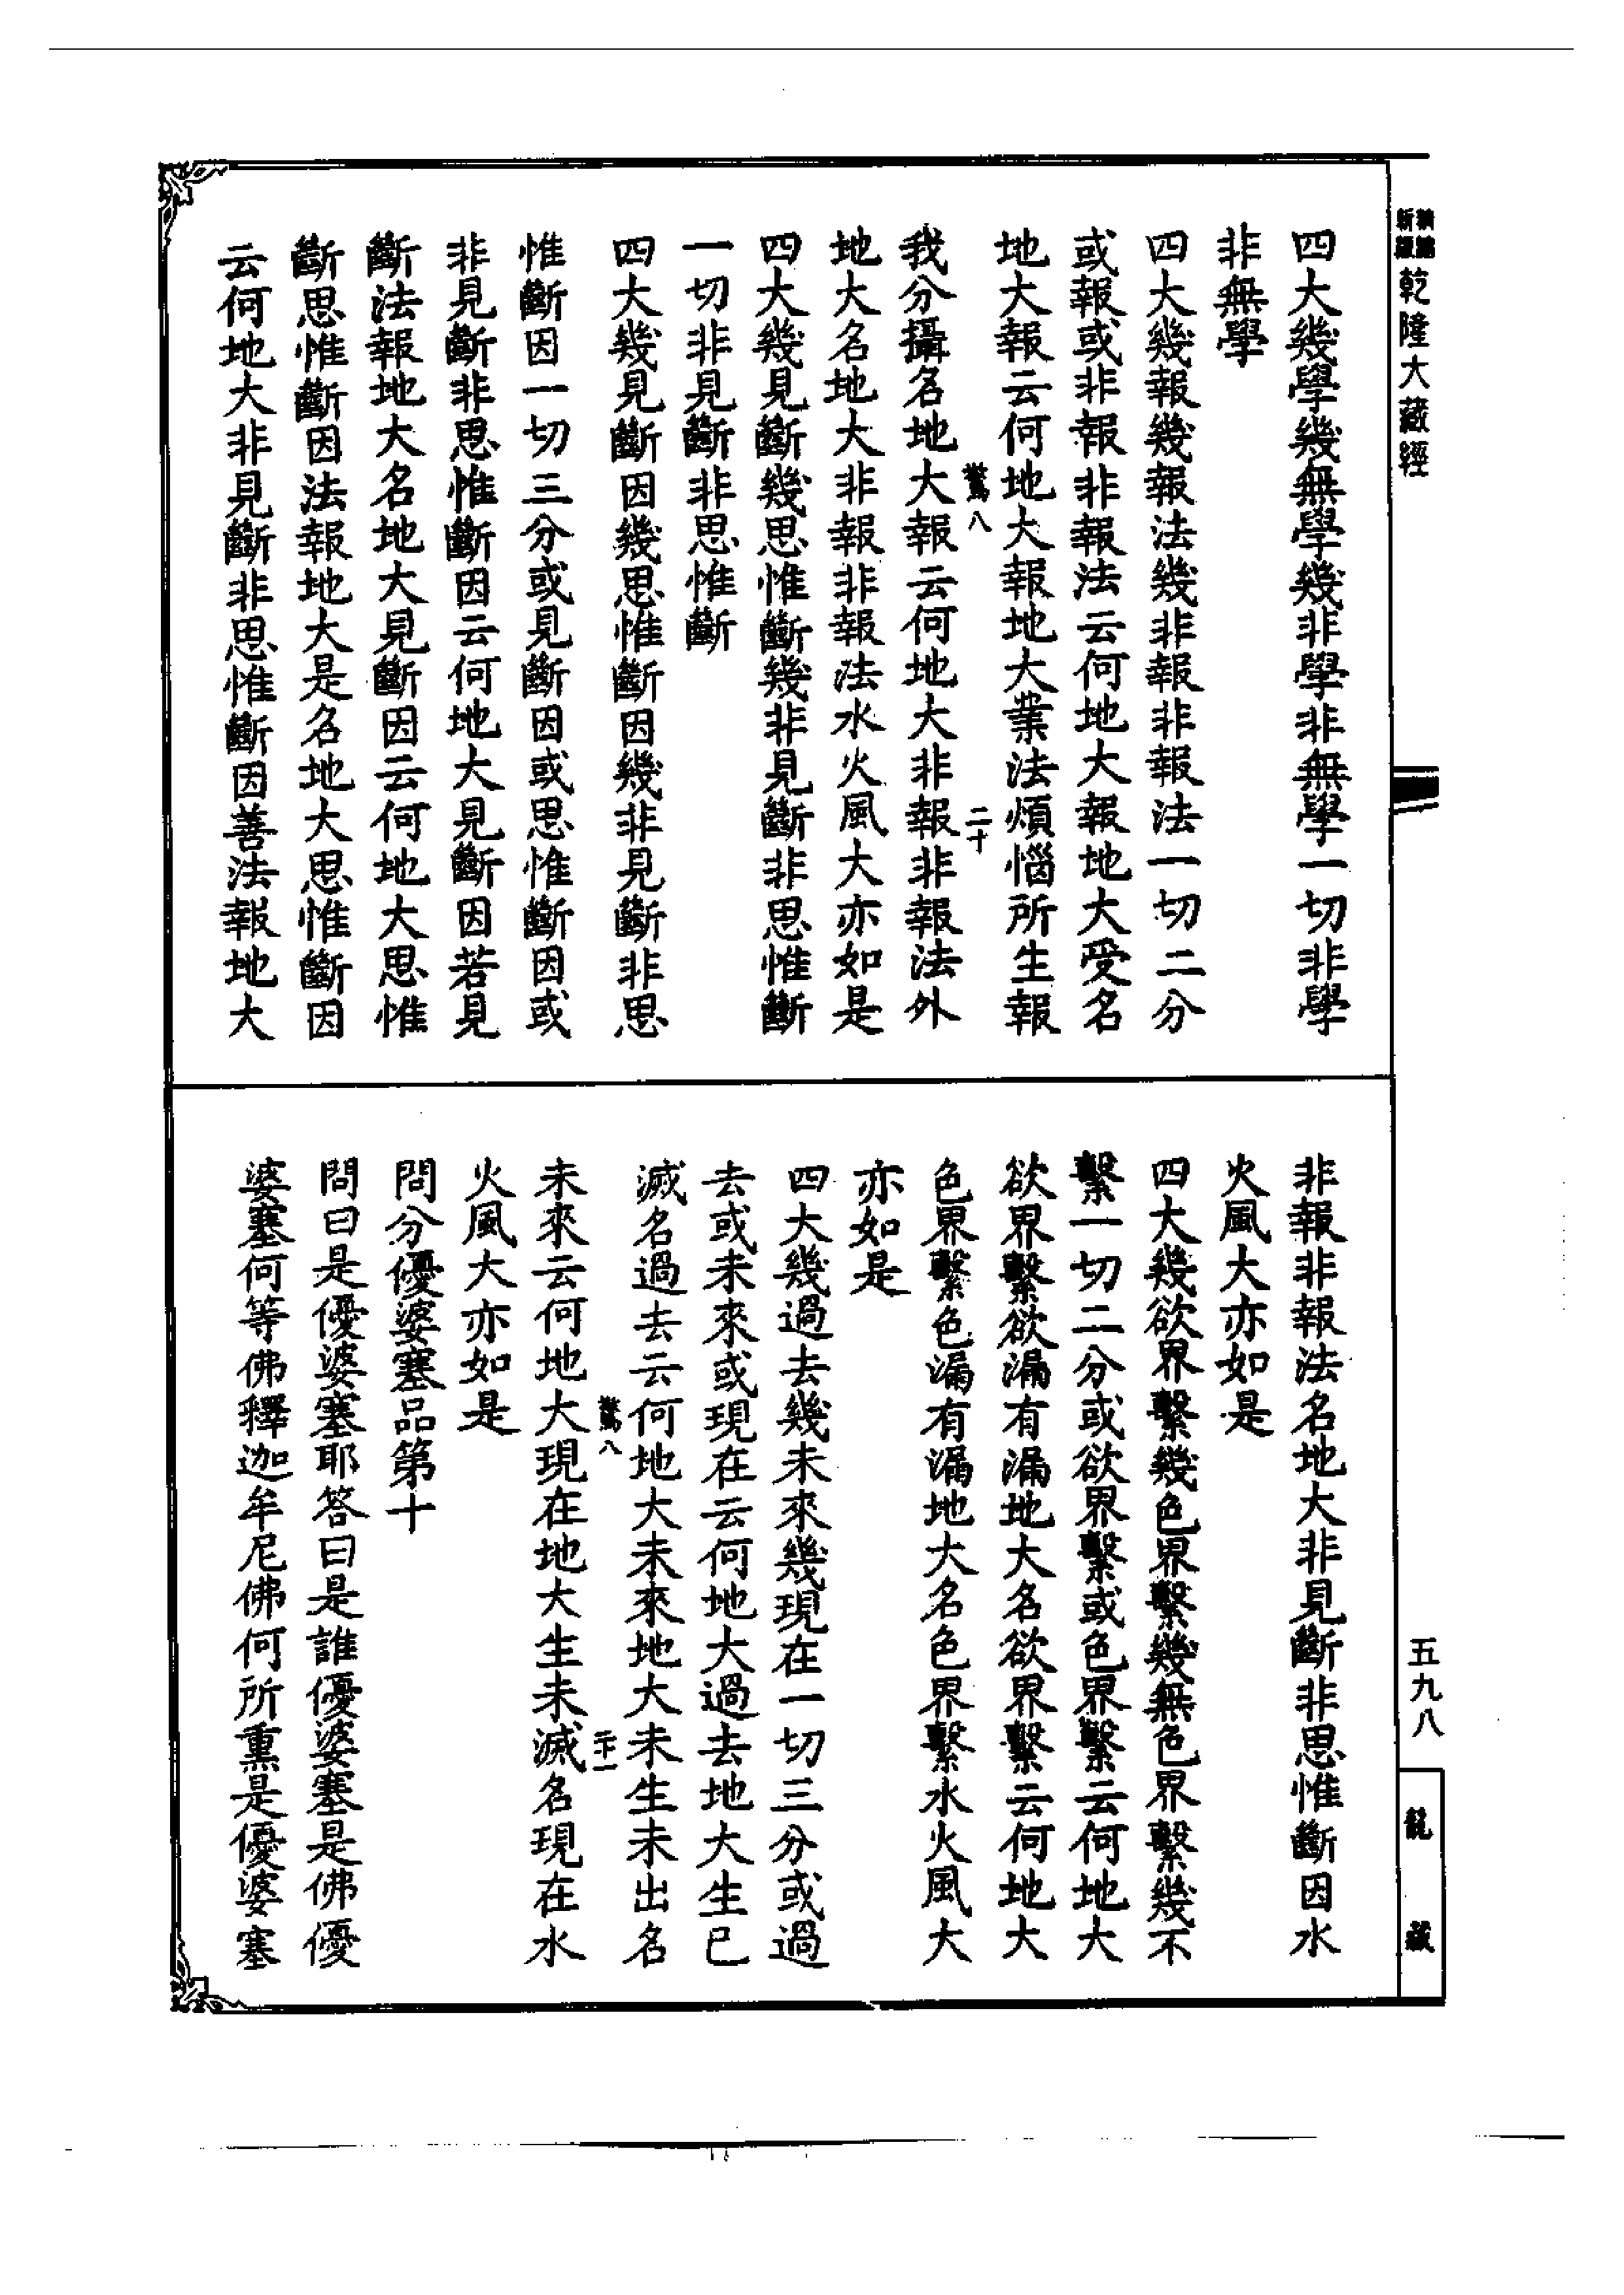 精編
新纂
乾隆大藏經
四大幾學幾無學幾非學非無學一切非學
非無學
四大幾報幾報法幾非報非報法一切二分
或報或非報非報法云何地大報地大受名
地大報云何地大報地大業法煩惱所生報
驚八
二十
我分攝名地大報云何地大非報非報法外
地大名地大非報非報法水火風大亦如是
四大幾見斷幾思惟斷幾非見斷非思惟斷
一切非見斷非思惟斷
四大幾見斷因幾思惟斷因幾非見斷非思
惟斷因一切三分或見斷因或思惟斷因或
非見斷非思惟斷因云何地大見斷因若見
斷法報地大名地大見斷因云何地大思惟
斷思惟斷因法報地大是名地大思惟斷因
云何地大非見斷非思惟斷因善法報地大
非報非報法名地大非見斷非思惟斷因水
火風大亦如是
四大幾欲界繫幾色界繫幾無色界繫幾不
繫一切二分或欲界繫或色界繫云何地大
欲界繫欲漏有漏地大名欲界繫云何地大
色界繫色漏有漏地大名色界繫水火風大
亦如是
四大幾過去幾未來幾現在一切三分或過
去或未來或現在云何地大過去地大生已
滅名過去云何地大未來地大未生未出名
驚八
二十一
未來云何地大現在地大生未滅名現在水
火風大亦如是
問分優婆塞品第十
問曰是優婆塞耶答曰是誰優婆塞是佛優
婆塞何等佛釋迦牟尼佛何所熏是優婆塞
五九八
龍藏